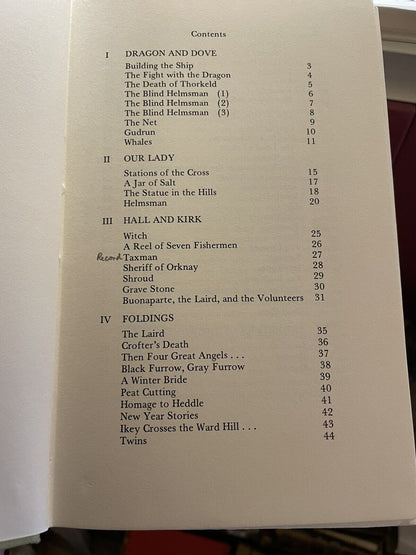 Contents
I DRAGON AND DOVE
Building the Ship 3
The Fight with the Dragon 4
The Death of Thorkeld 5
The Blind Helmsman (1) 6
The Blind Helmsman (2) 7
The Blind Helmsman (3) 8
The Net 9
Gudrun 10
Whales 11
II OUR LADY
Stations of the Cross 15
A Jar of Salt 17
The Statue in the Hills 18
Helmsman 20
III HALL AND KIRK
Witch 25
A Reel of Seven Fishermen 26
Record Taxman 27
Sheriff of Orknay 28
Shroud 29
Grave Stone 30
Buonaparte, the Laird, and the Volunteers 31
IV FOLDINGS
The Laird 35
Crofter's Death 36
Then Four Great Angels . . . 37
Black Furrow, Gray Furrow 38
A Winter Bride 39
Peat Cutting 40
Homage to Heddle 41
New Year Stories 42
Ikey Crosses the Ward Hill . . . 43
Twins 44